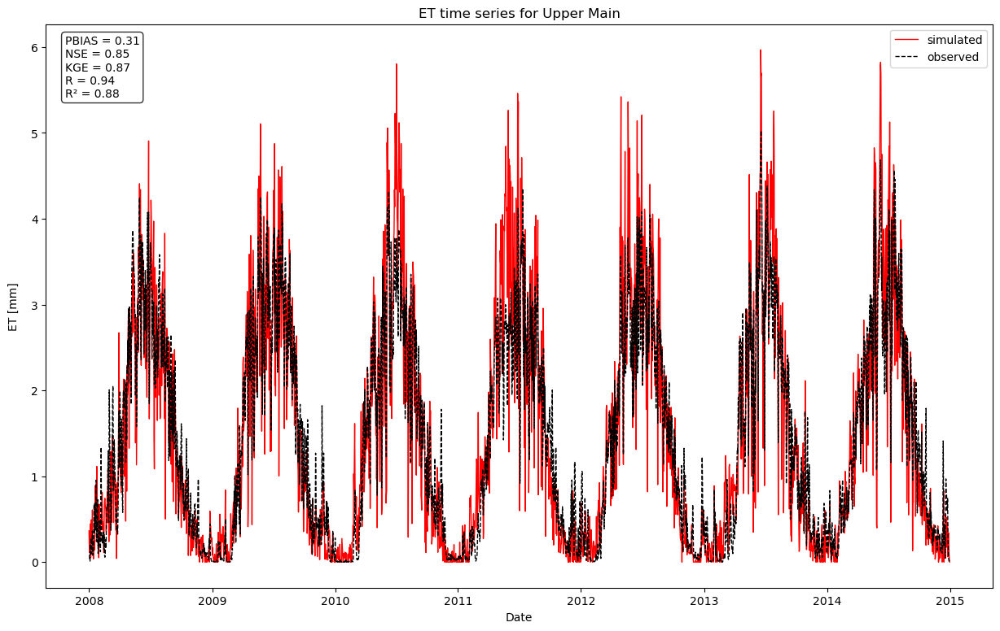 ET time series for Upper Main
PBIAS = 0.31
NSE = 0.85
KGE = 0.87
R = 0.94
R² = 0.88
simulated
observed
ET [mm]
6
5
4
3
2
1
0
2008
2009
2010
2011
2012
2013
2014
2015
Date